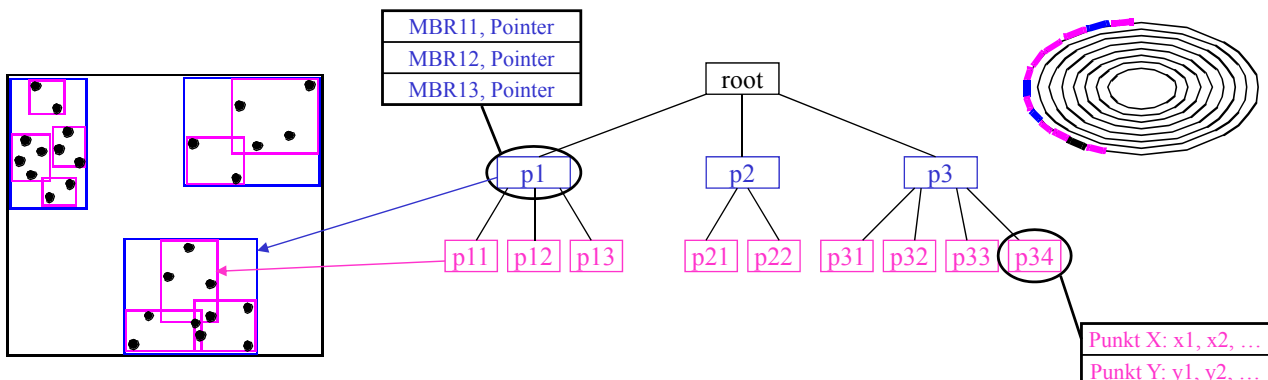 MBR11, Pointer
MBR12, Pointer
MBR13, Pointer
root
p1
p2
p3
p11
p12
p13
p21
p22
p31
p32
p33
p34
Punkt X: x1, x2, …
Punkt Y: y1, y2, …